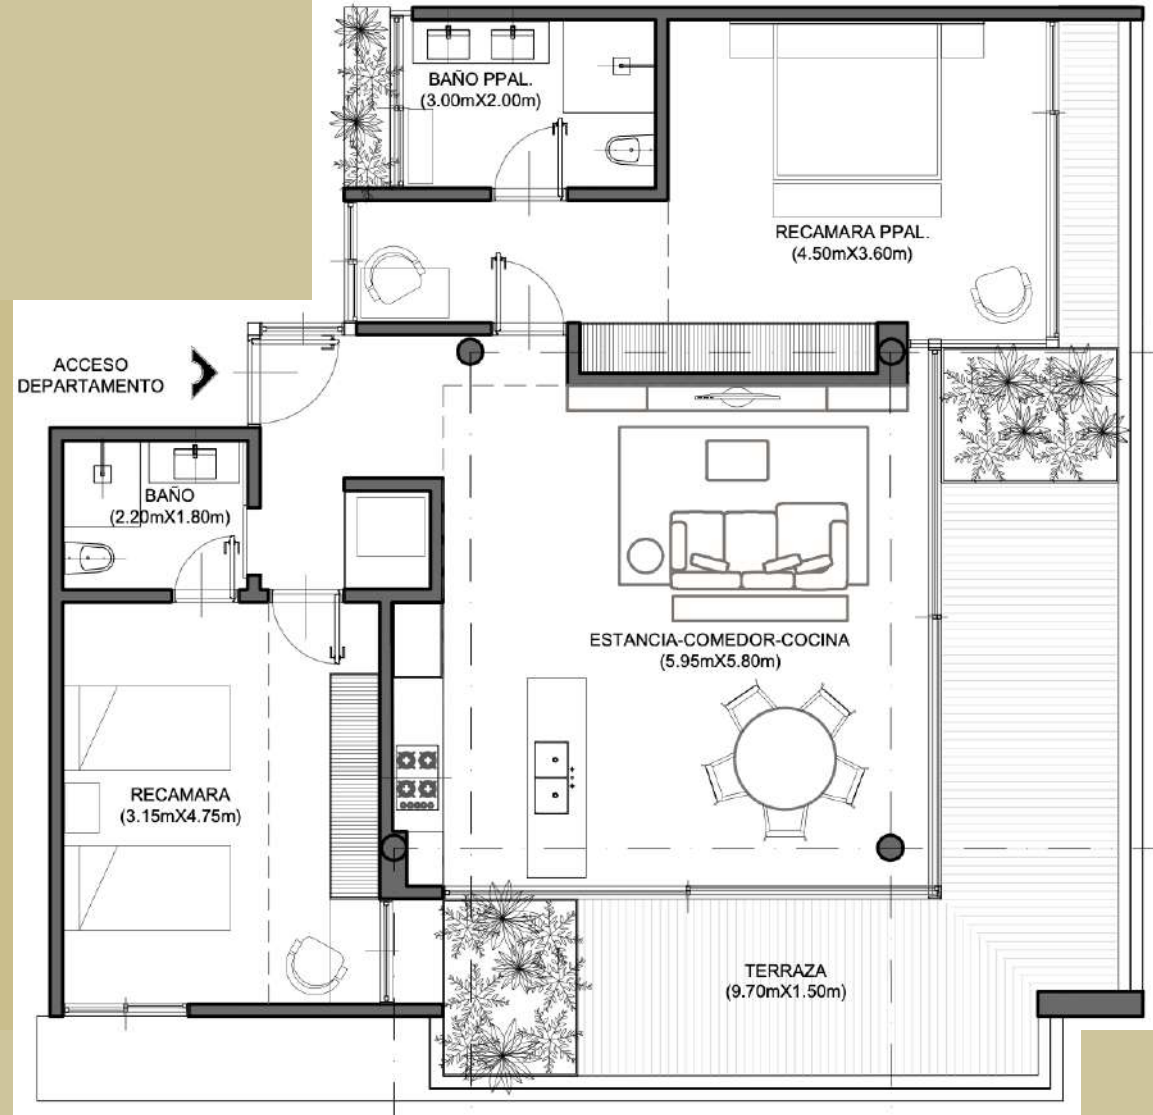 BAÑO PPAL.
(3.00mX2.00m)
RECAMARA PPAL.
(4.50mX3.60m)
ACCESO
DEPARTAMENTO
BAÑO
(2.20mX1.80m)
ESTANCIA-COMEDOR-COCINA
(5.95mX5.80m)
RECAMARA
(3.15mX4.75m)
TERRAZA
(9.70mX1.50m)